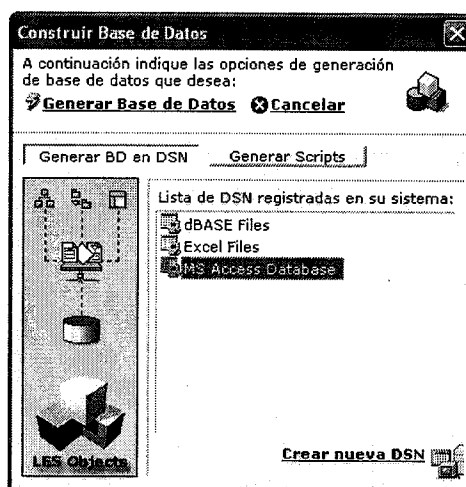 Construir Base de Datos
A continuación indique las opciones de generación
de base de datos que desea:
Generar Base de Datos Cancelar
Generar BD en DSN Generar Scripts
Lista de DSN registradas en su sistema:
dBASE Files
Excel Files
MS Access Database
LES Objects
Crear nueva DSN